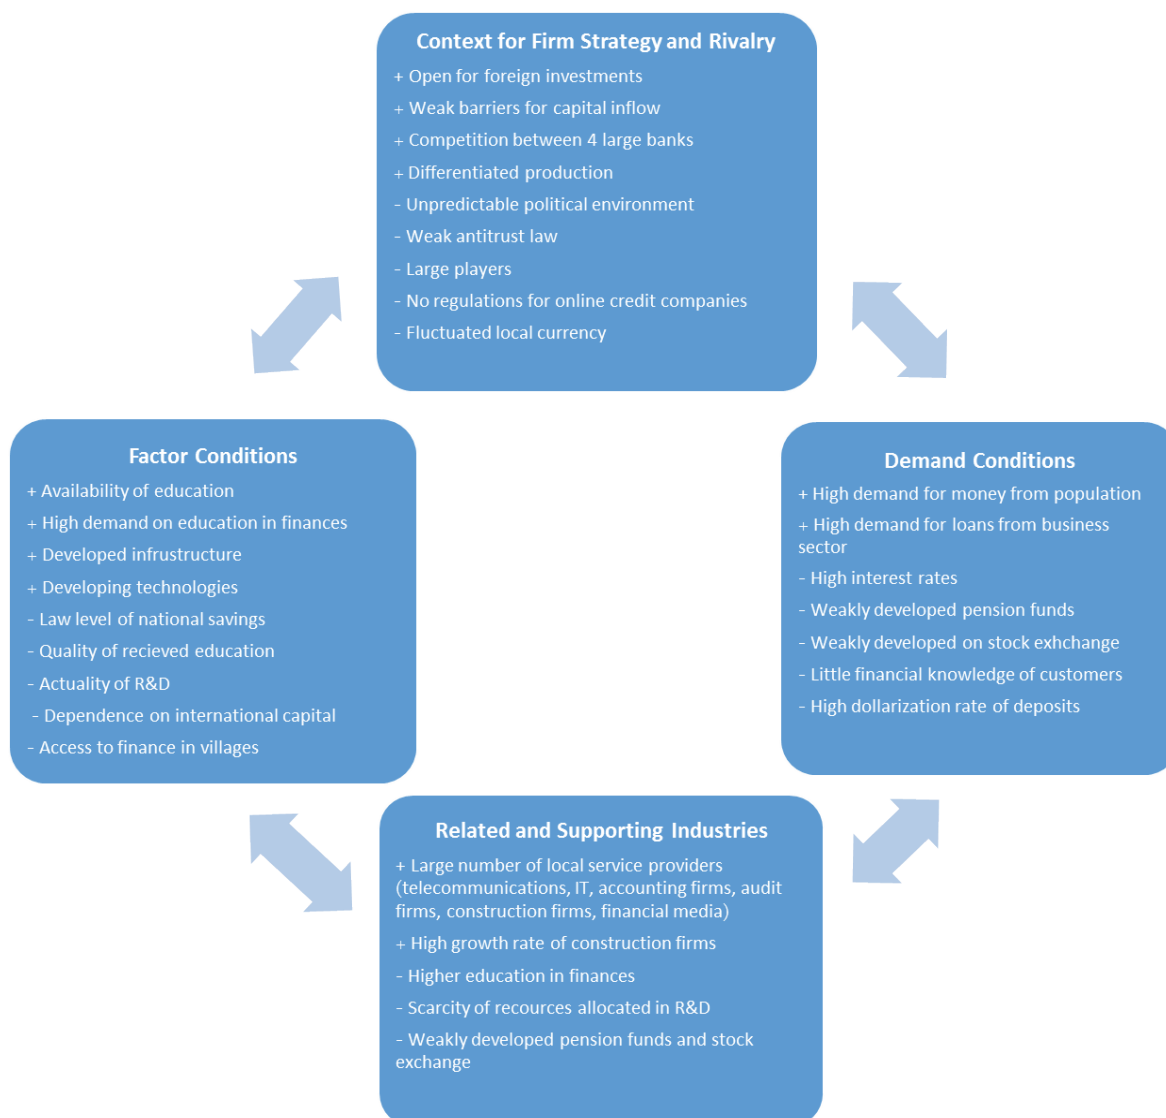 Context for Firm Strategy and Rivalry
+ Open for foreign investments
+ Weak barriers for capital inflow
+ Competition between 4 large banks
+ Differentiated production
- Unpredictable political environment
- Weak antitrust law
- Large players
- No regulations for online credit companies
- Fluctuated local currency
Factor Conditions
+ Availability of education
+ High demand on education in finances
+ Developed infrustructure
+ Developing technologies
- Law level of national savings
- Quality of recieved education
- Actuality of R&D
- Dependence on international capital
- Access to finance in villages
Demand Conditions
+ High demand for money from population
+ High demand for loans from business
sector
- High interest rates
- Weakly developed pension funds
- Weakly developed on stock exhchange
- Little financial knowledge of customers
- High dollarization rate of deposits
Related and Supporting Industries
+ Large number of local service providers
(telecommunications, IT, accounting firms, audit
firms, construction firms, financial media)
+ High growth rate of construction firms
- Higher education in finances
- Scarcity of recources allocated in R&D
- Weakly developed pension funds and stock
exchange